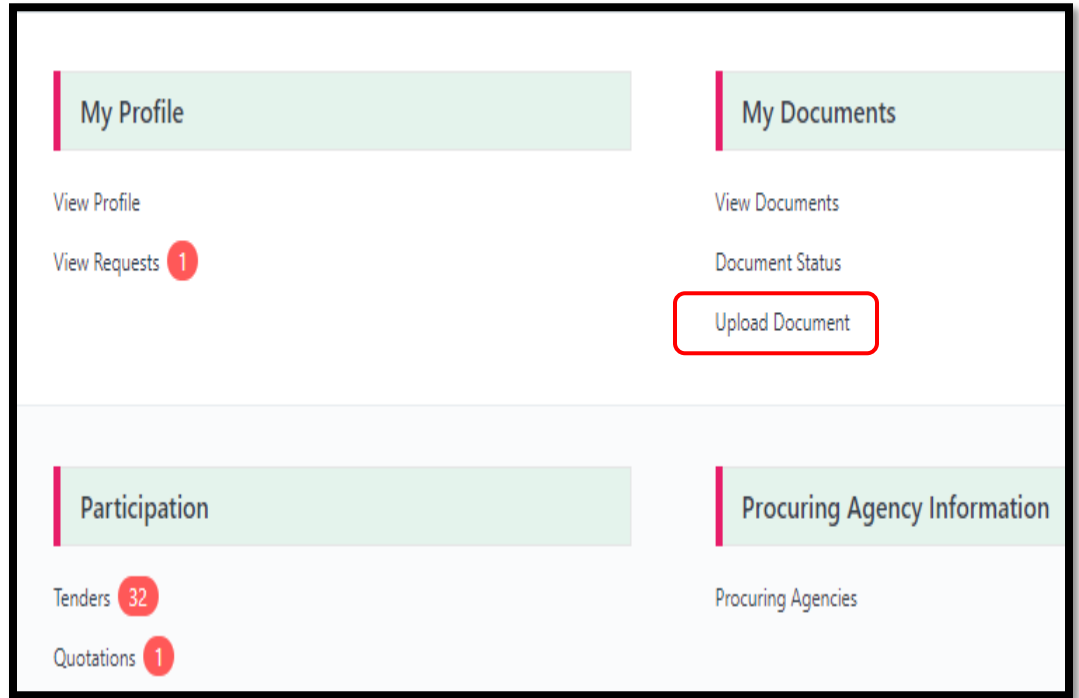 My Profile
View Profile
View Requests 1
My Documents
View Documents
Document Status
Upload Document
Participation
Tenders 32
Quotations 1
Procuring Agency Information
Procuring Agencies